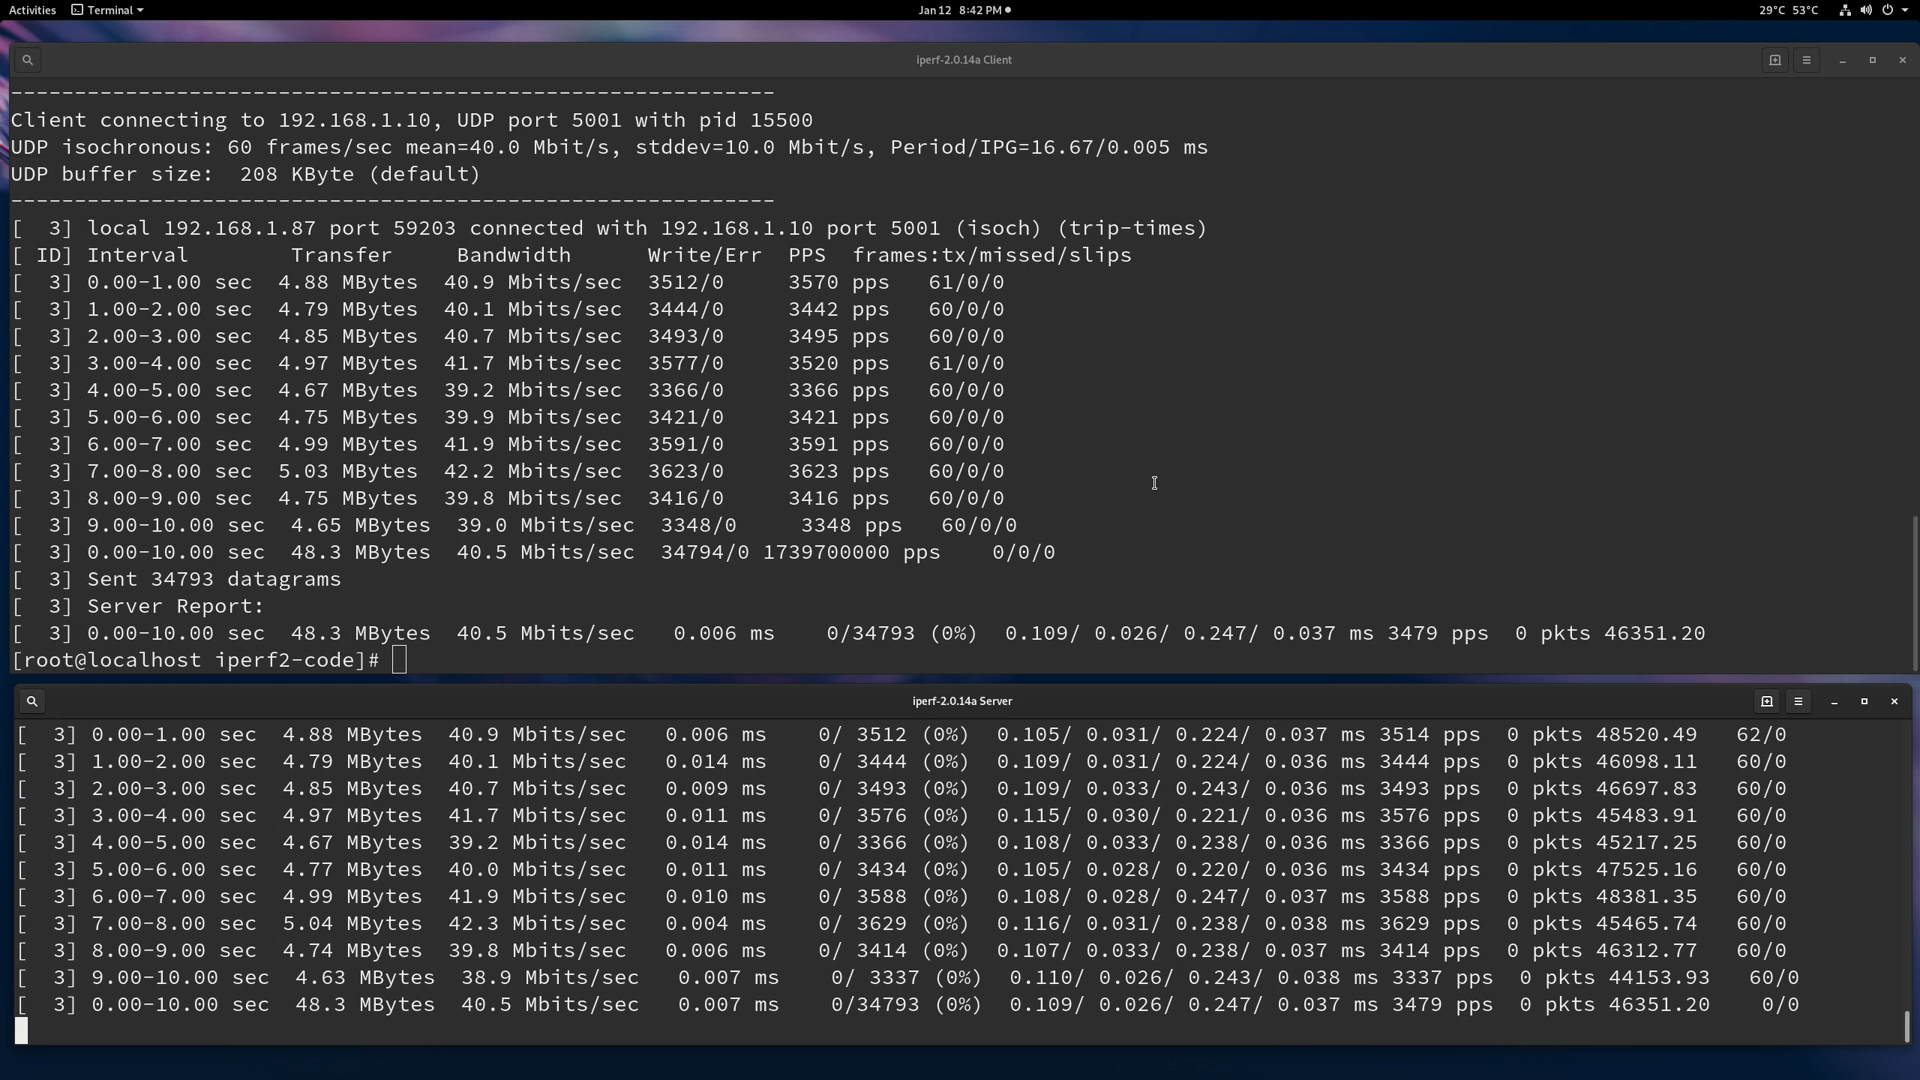 Activities Terminal Jan 12 8:42 PM 29°C 53°C
iperf-2.0.14a Client
------------------------------------------------------------
Client connecting to 192.168.1.10, UDP port 5001 with pid 15500
UDP isochronous: 60 frames/sec mean=40.0 Mbit/s, stddev=10.0 Mbit/s, Period/IPG=16.67/0.005 ms
UDP buffer size:  208 KByte (default)
------------------------------------------------------------
[  3] local 192.168.1.87 port 59203 connected with 192.168.1.10 port 5001 (isoch) (trip-times)
[ ID] Interval        Transfer     Bandwidth      Write/Err  PPS  frames:tx/missed/slips
[  3] 0.00-1.00 sec  4.88 MBytes  40.9 Mbits/sec  3512/0     3570 pps   61/0/0
[  3] 1.00-2.00 sec  4.79 MBytes  40.1 Mbits/sec  3444/0     3442 pps   60/0/0
[  3] 2.00-3.00 sec  4.85 MBytes  40.7 Mbits/sec  3493/0     3495 pps   60/0/0
[  3] 3.00-4.00 sec  4.97 MBytes  41.7 Mbits/sec  3577/0     3520 pps   61/0/0
[  3] 4.00-5.00 sec  4.67 MBytes  39.2 Mbits/sec  3366/0     3366 pps   60/0/0
[  3] 5.00-6.00 sec  4.75 MBytes  39.9 Mbits/sec  3421/0     3421 pps   60/0/0
[  3] 6.00-7.00 sec  4.99 MBytes  41.9 Mbits/sec  3591/0     3591 pps   60/0/0
[  3] 7.00-8.00 sec  5.03 MBytes  42.2 Mbits/sec  3623/0     3623 pps   60/0/0
[  3] 8.00-9.00 sec  4.75 MBytes  39.8 Mbits/sec  3416/0     3416 pps   60/0/0
[  3] 9.00-10.00 sec  4.65 MBytes  39.0 Mbits/sec  3348/0     3348 pps   60/0/0
[  3] 0.00-10.00 sec  48.3 MBytes  40.5 Mbits/sec  34794/0 1739700000 pps    0/0/0
[  3] Sent 34793 datagrams
[  3] Server Report:
[  3] 0.00-10.00 sec  48.3 MBytes  40.5 Mbits/sec   0.006 ms    0/34793 (0%)  0.109/ 0.026/ 0.247/ 0.037 ms 3479 pps  0 pkts 46351.20
[root@localhost iperf2-code]#
iperf-2.0.14a Server
[  3] 0.00-1.00 sec  4.88 MBytes  40.9 Mbits/sec   0.006 ms    0/ 3512 (0%)  0.105/ 0.031/ 0.224/ 0.037 ms 3514 pps  0 pkts 48520.49   62/0
[  3] 1.00-2.00 sec  4.79 MBytes  40.1 Mbits/sec   0.014 ms    0/ 3444 (0%)  0.109/ 0.031/ 0.224/ 0.036 ms 3444 pps  0 pkts 46098.11   60/0
[  3] 2.00-3.00 sec  4.85 MBytes  40.7 Mbits/sec   0.009 ms    0/ 3493 (0%)  0.109/ 0.033/ 0.243/ 0.036 ms 3493 pps  0 pkts 46697.83   60/0
[  3] 3.00-4.00 sec  4.97 MBytes  41.7 Mbits/sec   0.011 ms    0/ 3576 (0%)  0.115/ 0.030/ 0.221/ 0.036 ms 3576 pps  0 pkts 45483.91   60/0
[  3] 4.00-5.00 sec  4.67 MBytes  39.2 Mbits/sec   0.014 ms    0/ 3366 (0%)  0.108/ 0.033/ 0.238/ 0.036 ms 3366 pps  0 pkts 45217.25   60/0
[  3] 5.00-6.00 sec  4.77 MBytes  40.0 Mbits/sec   0.011 ms    0/ 3434 (0%)  0.105/ 0.028/ 0.220/ 0.036 ms 3434 pps  0 pkts 47525.16   60/0
[  3] 6.00-7.00 sec  4.99 MBytes  41.9 Mbits/sec   0.010 ms    0/ 3588 (0%)  0.108/ 0.028/ 0.247/ 0.037 ms 3588 pps  0 pkts 48381.35   60/0
[  3] 7.00-8.00 sec  5.04 MBytes  42.3 Mbits/sec   0.004 ms    0/ 3629 (0%)  0.116/ 0.031/ 0.238/ 0.038 ms 3629 pps  0 pkts 45465.74   60/0
[  3] 8.00-9.00 sec  4.74 MBytes  39.8 Mbits/sec   0.006 ms    0/ 3414 (0%)  0.107/ 0.033/ 0.238/ 0.037 ms 3414 pps  0 pkts 46312.77   60/0
[  3] 9.00-10.00 sec  4.63 MBytes  38.9 Mbits/sec   0.007 ms    0/ 3337 (0%)  0.110/ 0.026/ 0.243/ 0.038 ms 3337 pps  0 pkts 44153.93   60/0
[  3] 0.00-10.00 sec  48.3 MBytes  40.5 Mbits/sec   0.007 ms    0/34793 (0%)  0.109/ 0.026/ 0.247/ 0.037 ms 3479 pps  0 pkts 46351.20    0/0